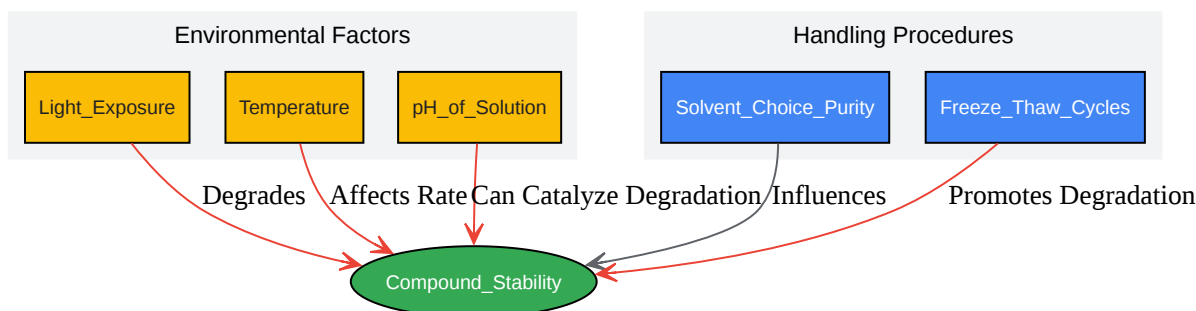 Environmental Factors
Handling Procedures
Light_Exposure
Temperature
pH_of_Solution
Solvent_Choice_Purity
Freeze_Thaw_Cycles
Degrades
Affects Rate
Can Catalyze Degradation
Influences
Promotes Degradation
Compound_Stability